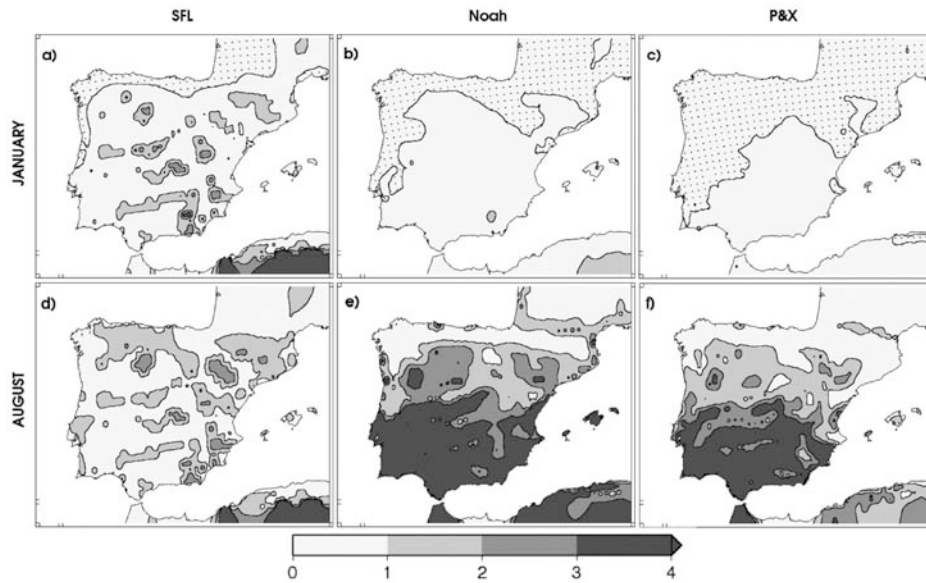 SFL Noah P&X
JANUARY
a) b) c)
AUGUST
d) e) f)
0 1 2 3 4